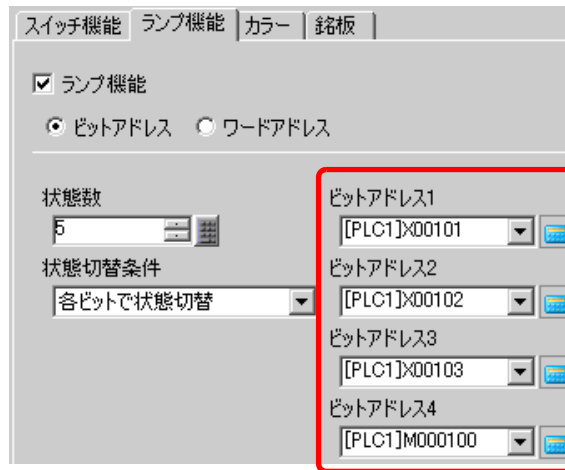 スイッチ機能 ランプ機能 カラー 銘板
ランプ機能
ビットアドレス ワードアドレス
状態数
5
状態切替条件
各ビットで状態切替
ビットアドレス1
[PLC1]X00101
ビットアドレス2
[PLC1]X00102
ビットアドレス3
[PLC1]X00103
ビットアドレス4
[PLC1]M000100